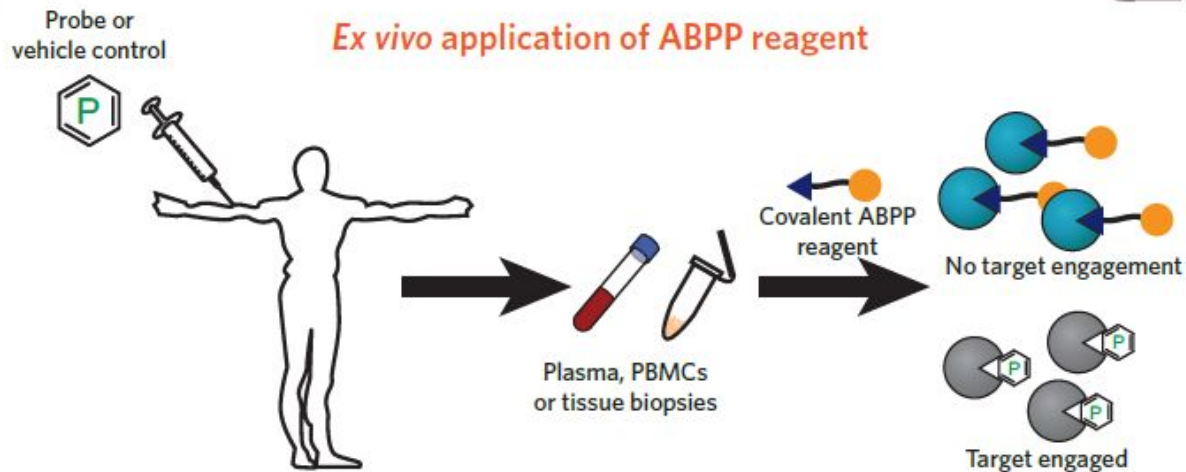 Probe or
vehicle control
P
Ex vivo application of ABPP reagent
Covalent ABPP
reagent
No target engagement
Plasma, PBMCs
or tissue biopsies
P
P
P
Target engaged